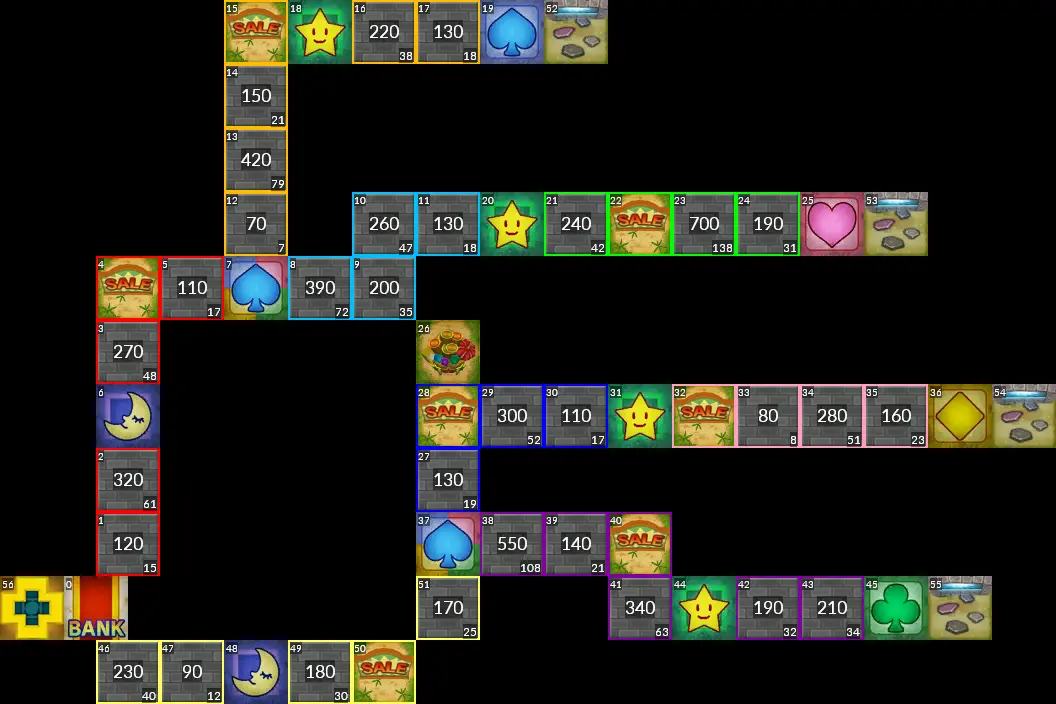 15 SALE 18 16 220 38 17 130 18 19 52
14 150 21
13 420 79
12 70 7 10 260 47 11 130 18 20 21 240 42 22 SALE 23 700 138 24 190 31 25 53
4 SALE 5 110 17 7 8 390 72 9 200 35
3 270 48 26
6 28 SALE 29 300 52 30 110 17 31 32 SALE 33 80 8 34 280 51 35 160 23 36 54
2 320 61 27 130 19
1 120 15 37 38 550 108 39 140 21 40 SALE
56 0 BANK 51 170 25 41 340 63 44 42 190 32 43 210 34 45 55
46 230 40 47 90 12 48 49 180 30 50 SALE